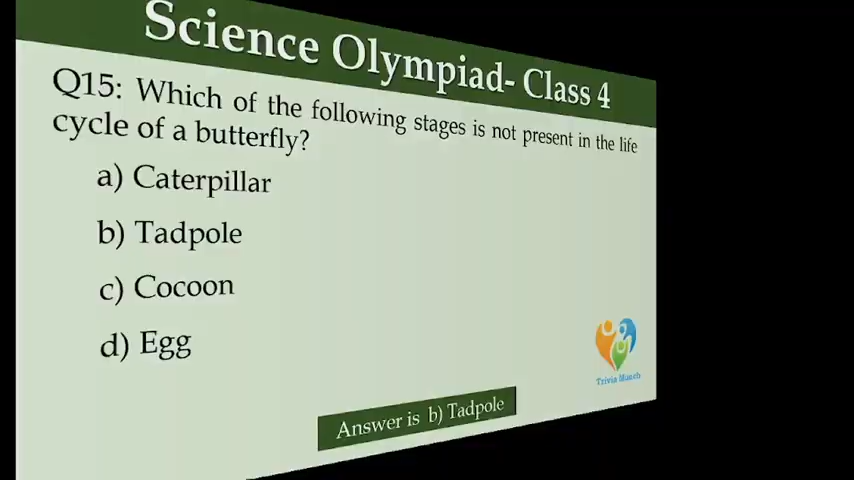 Science Olympiad- Class 4
Q15: Which of the following stages is not present in the life
cycle of a butterfly?
a) Caterpillar
b) Tadpole
c) Cocoon
d) Egg
Trivia Munch
Answer is b) Tadpole